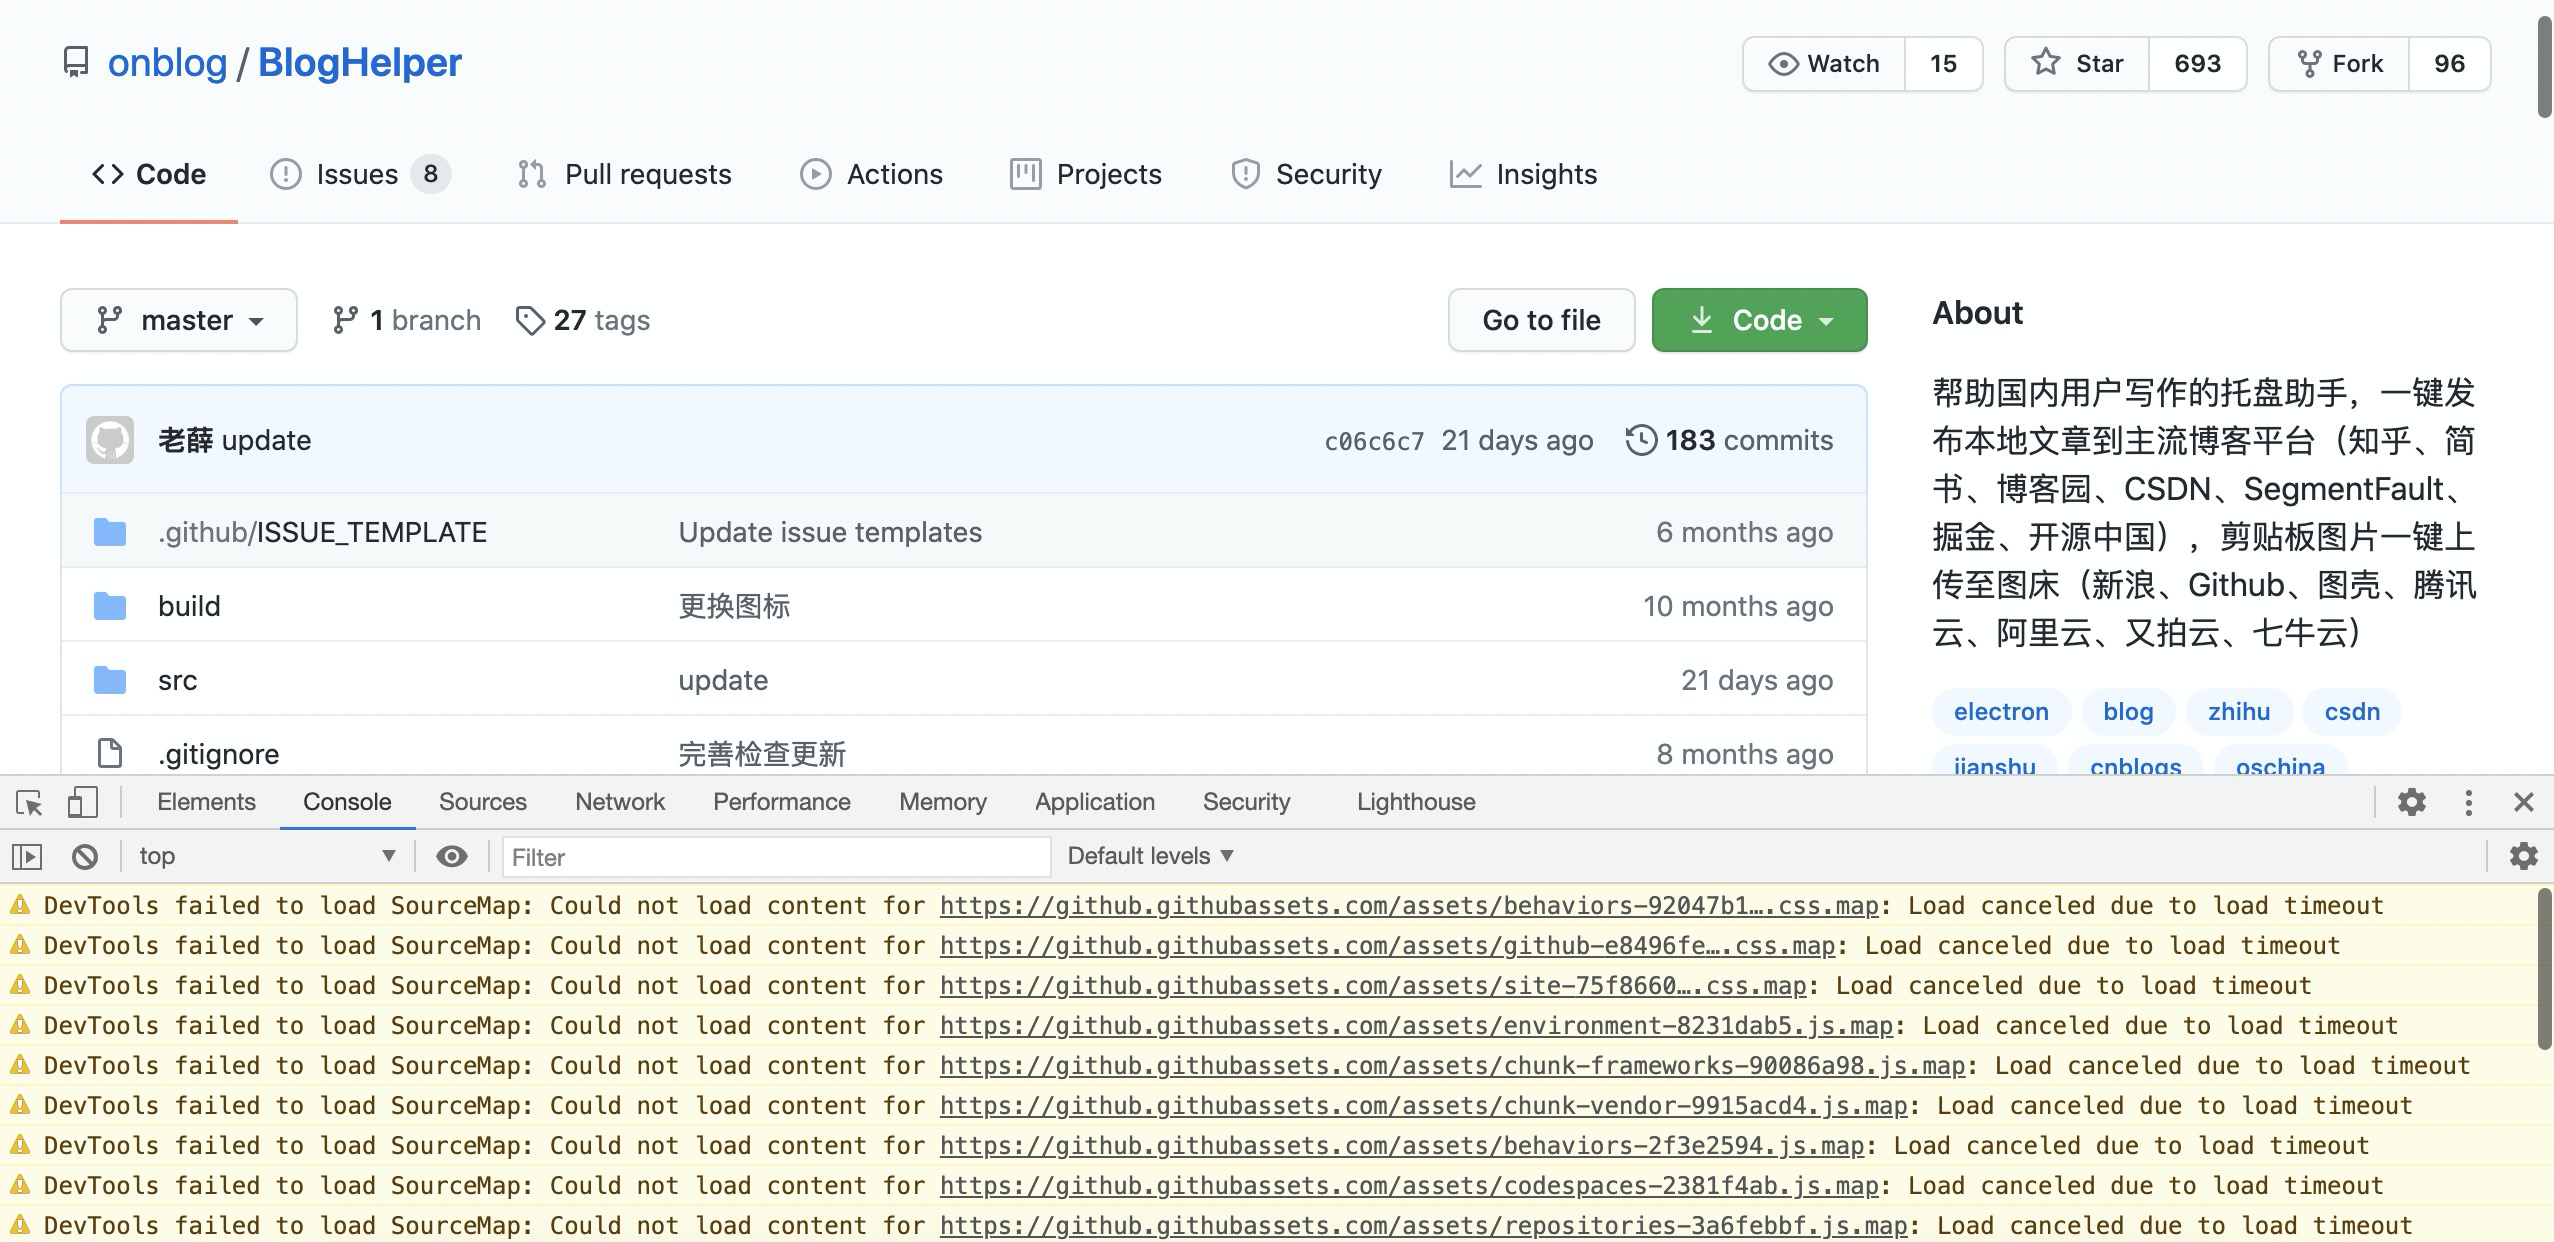 onblog / BlogHelper
Watch 15 Star 693 Fork 96
Code Issues 8 Pull requests Actions Projects Security Insights
master 1 branch 27 tags Go to file Code
老薛 update c06c6c7 21 days ago 183 commits
.github/ISSUE_TEMPLATE Update issue templates 6 months ago
build 更换图标 10 months ago
src update 21 days ago
.gitignore 完善检查更新 8 months ago
About
帮助国内用户写作的托盘助手，一键发
布本地文章到主流博客平台（知乎、简
书、博客园、CSDN、SegmentFault、
掘金、开源中国），剪贴板图片一键上
传至图床（新浪、Github、图壳、腾讯
云、阿里云、又拍云、七牛云）
electron blog zhihu csdn
jianshu cnblogs oschina
Elements Console Sources Network Performance Memory Application Security Lighthouse
top Filter Default levels
DevTools failed to load SourceMap: Could not load content for https://github.githubassets.com/assets/behaviors-92047b1….css.map: Load canceled due to load timeout
DevTools failed to load SourceMap: Could not load content for https://github.githubassets.com/assets/github-e8496fe….css.map: Load canceled due to load timeout
DevTools failed to load SourceMap: Could not load content for https://github.githubassets.com/assets/site-75f8660….css.map: Load canceled due to load timeout
DevTools failed to load SourceMap: Could not load content for https://github.githubassets.com/assets/environment-8231dab5.js.map: Load canceled due to load timeout
DevTools failed to load SourceMap: Could not load content for https://github.githubassets.com/assets/chunk-frameworks-90086a98.js.map: Load canceled due to load timeout
DevTools failed to load SourceMap: Could not load content for https://github.githubassets.com/assets/chunk-vendor-9915acd4.js.map: Load canceled due to load timeout
DevTools failed to load SourceMap: Could not load content for https://github.githubassets.com/assets/behaviors-2f3e2594.js.map: Load canceled due to load timeout
DevTools failed to load SourceMap: Could not load content for https://github.githubassets.com/assets/codespaces-2381f4ab.js.map: Load canceled due to load timeout
DevTools failed to load SourceMap: Could not load content for https://github.githubassets.com/assets/repositories-3a6febbf.js.map: Load canceled due to load timeout